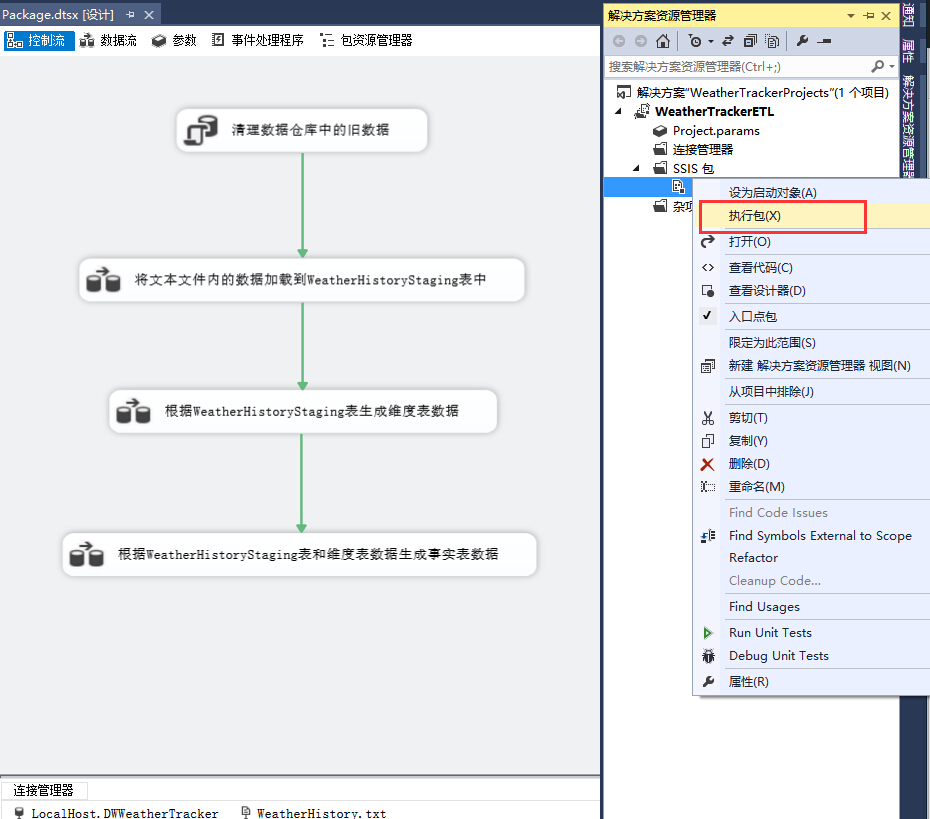 Package.dtsx [设计]
控制流 数据流 参数 事件处理程序 包资源管理器
清理数据仓库中的旧数据
将文本文件内的数据加载到WeatherHistoryStaging表中
根据WeatherHistoryStaging表生成维度表数据
根据WeatherHistoryStaging表和维度表数据生成事实表数据
连接管理器
LocalHost.DWWeatherTracker WeatherHistory.txt
解决方案资源管理器
搜索解决方案资源管理器(Ctrl+;)
解决方案"WeatherTrackerProjects"(1 个项目)
WeatherTrackerETL
Project.params
连接管理器
SSIS 包
杂项
设为启动对象(A)
执行包(X)
打开(O)
查看代码(C)
查看设计器(D)
入口点包
限定为此范围(S)
新建 解决方案资源管理器 视图(N)
从项目中排除(J)
剪切(T)
复制(Y)
删除(D)
重命名(M)
Find Code Issues
Find Symbols External to Scope
Refactor
Cleanup Code...
Find Usages
Run Unit Tests
Debug Unit Tests
属性(R)
通知
属性
解决方案资源管理器